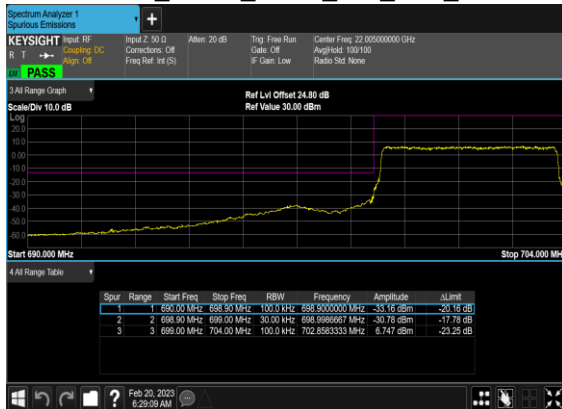 Spectrum Analyzer 1
Spurious Emissions
+
KEYSIGHT Input: RF Input Z: 50 Ω Atten: 20 dB Trig: Free Run Center Freq: 22.005000000 GHz
R T Coupling: DC Corrections: Off Gate: Off Avg|Hold: 100/100
Align: Off Freq Ref: Int (S) IF Gain: Low Radio Std: None
PASS
3 All Range Graph
Ref Lvl Offset 24.80 dB
Scale/Div 10.0 dB Ref Value 30.00 dBm
Log
20.0
10.0
0.00
-10.0
-20.0
-30.0
-40.0
-50.0
-60.0
Start 690.000 MHz Stop 704.000 MH
4 All Range Table
Spur Range Start Freq Stop Freq RBW Frequency Amplitude ΔLimit
1 1 690.00 MHz 698.90 MHz 100.0 kHz 698.9000000 MHz -33.16 dBm -20.16 dB
2 2 698.90 MHz 699.00 MHz 30.00 kHz 698.9986667 MHz -30.78 dBm -17.78 dB
3 3 699.00 MHz 704.00 MHz 100.0 kHz 702.8583333 MHz 6.747 dBm -23.25 dB
? Feb 20, 2023
6:29:09 AM